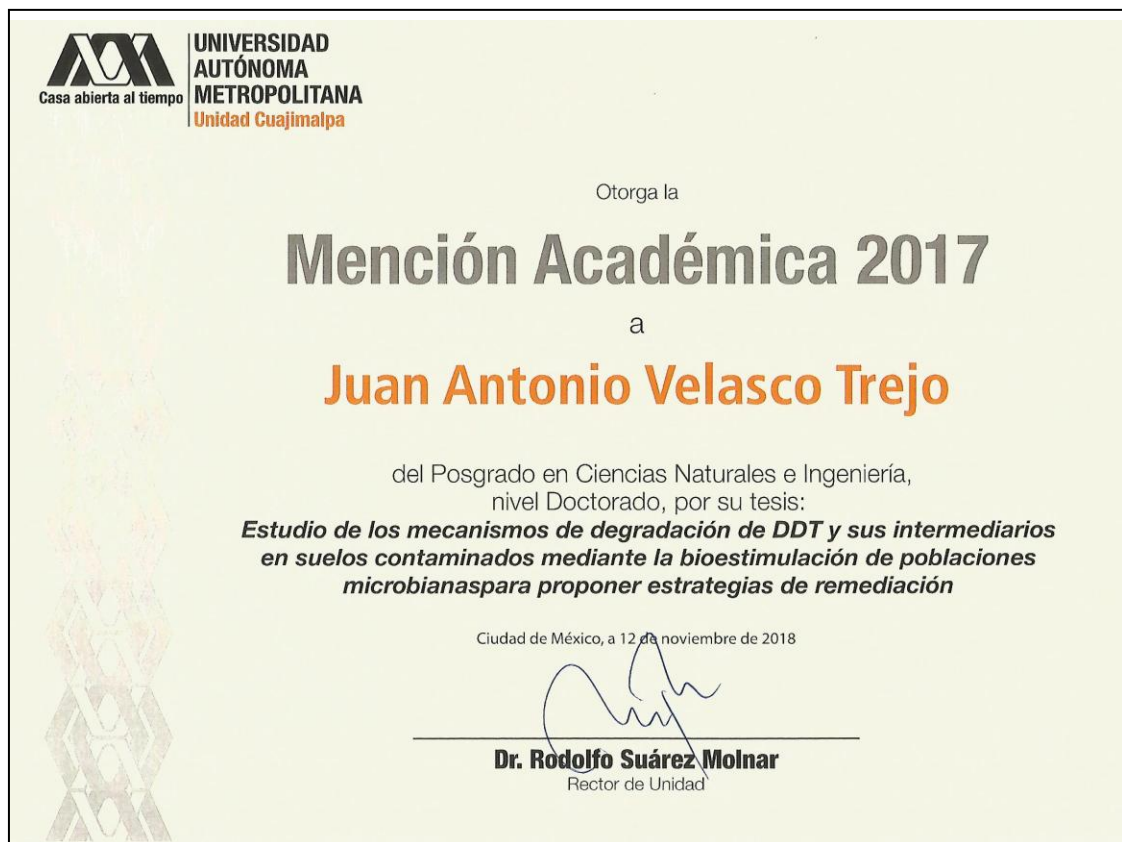 UNIVERSIDAD
AUTÓNOMA
METROPOLITANA
Casa abierta al tiempo
Unidad Cuajimalpa
Otorga la
Mención Académica 2017
a
Juan Antonio Velasco Trejo
del Posgrado en Ciencias Naturales e Ingeniería,
nivel Doctorado, por su tesis:
Estudio de los mecanismos de degradación de DDT y sus intermediarios
en suelos contaminados mediante la bioestimulación de poblaciones
microbianaspara proponer estrategias de remediación
Ciudad de México, a 12 de noviembre de 2018
Dr. Rodolfo Suárez Molnar
Rector de Unidad